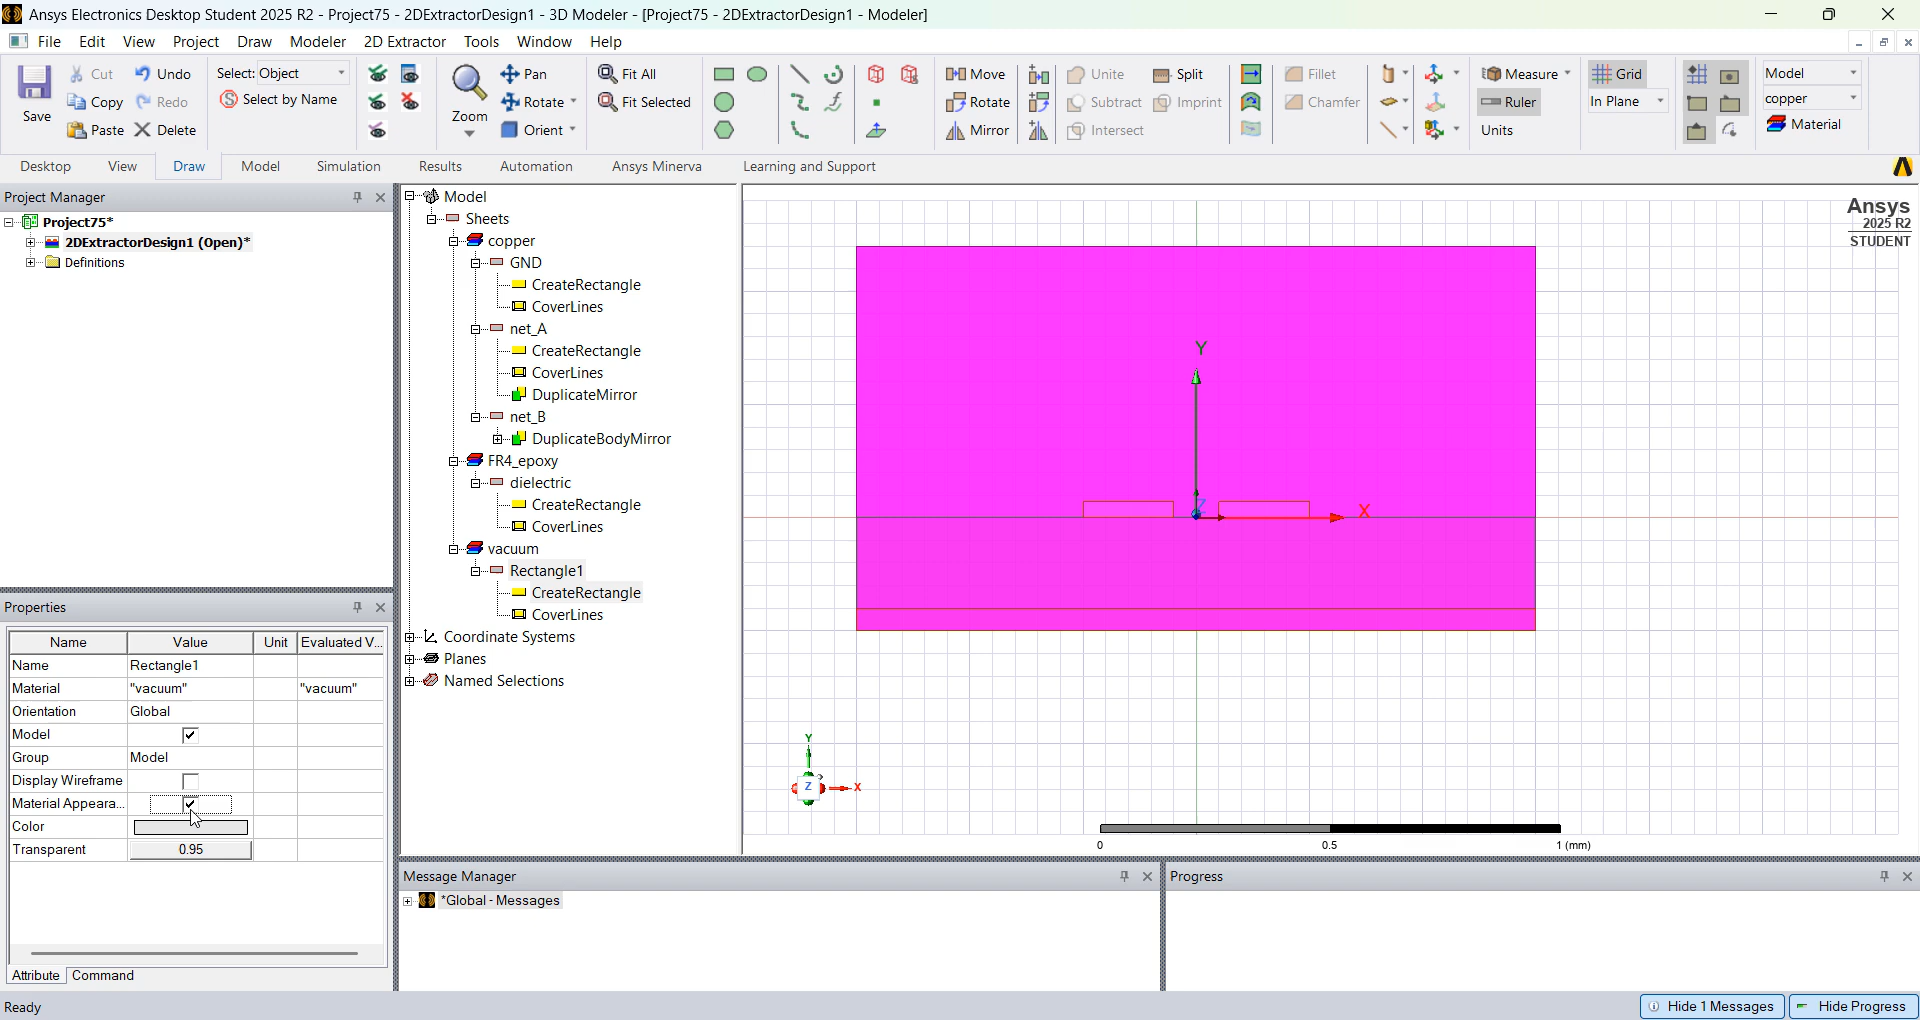 Ansys Electronics Desktop Student 2025 R2 - Project75 - 2DExtractorDesign1 - 3D Modeler - [Project75 - 2DExtractorDesign1 - Modeler]
File Edit View Project Draw Modeler 2D Extractor Tools Window Help
Save
Cut
Copy
Paste
Undo
Redo
Delete
Select: Object
Select by Name
Zoom
Pan
Rotate
Orient
Fit All
Fit Selected
Move
Rotate
Mirror
Unite
Subtract
Intersect
Split
Imprint
Fillet
Chamfer
Measure
Ruler
Units
Grid
In Plane
Model
copper
Material
Desktop View Draw Model Simulation Results Automation Ansys Minerva Learning and Support
Project Manager
Project75*
2DExtractorDesign1 (Open)*
Definitions
Properties
Name Value Unit Evaluated V...
Name Rectangle1
Material "vacuum" "vacuum"
Orientation Global
Model
Group Model
Display Wireframe
Material Appeara...
Color
Transparent 0.95
Attribute Command
Model
Sheets
copper
GND
CreateRectangle
CoverLines
net_A
CreateRectangle
CoverLines
DuplicateMirror
net_B
DuplicateBodyMirror
FR4_epoxy
dielectric
CreateRectangle
CoverLines
vacuum
Rectangle1
CreateRectangle
CoverLines
Coordinate Systems
Planes
Named Selections
Ansys
2025 R2
STUDENT
Y
Z
X
Y
Z
X
0 0.5 1 (mm)
Message Manager
*Global - Messages
Progress
Ready
Hide 1 Messages
Hide Progress